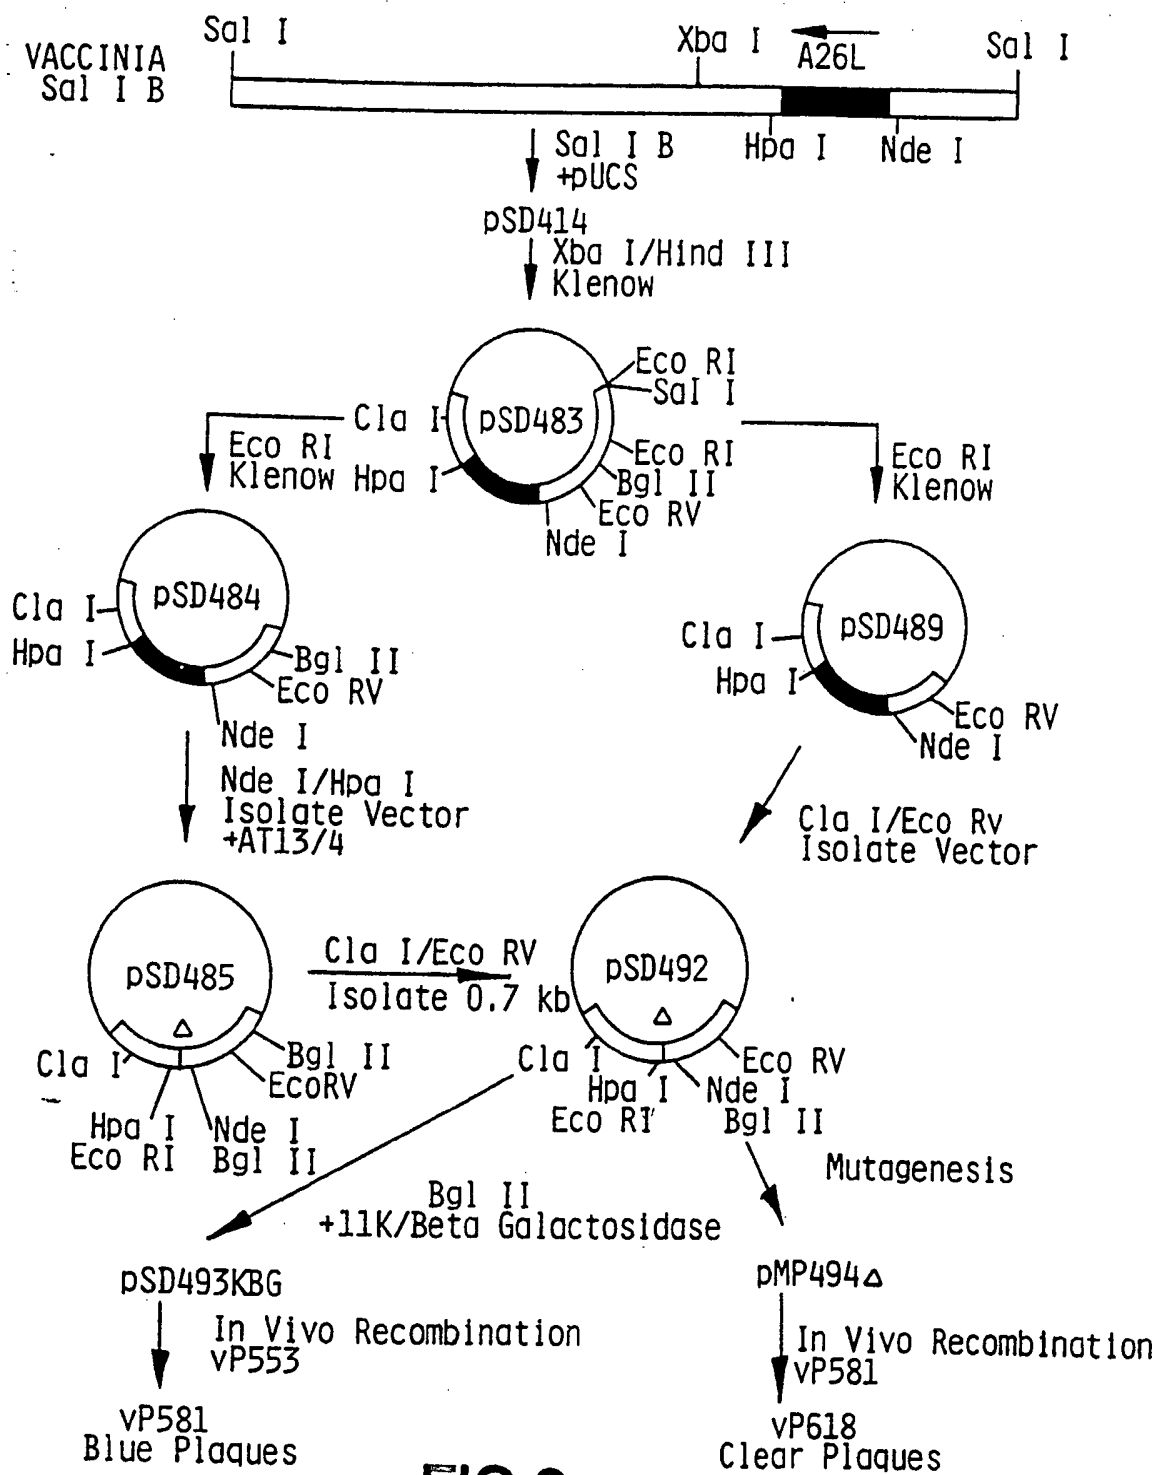 Sal I
Xba I
A26L
Sal I
VACCINIA
Sal I B
Hpa I
Nde I
Sal I B
+pUCS
pSD414
Xba I/Hind III
Klenow
Eco RI
Sal I
Cla I
pSD483
Eco RI
Klenow
Hpa I
Eco RI
Bgl II
Eco RV
Nde I
Eco RI
Klenow
pSD484
Cla I
Hpa I
Bgl II
Eco RV
Nde I
pSD489
Cla I
Hpa I
Eco RV
Nde I
Nde I/Hpa I
Isolate Vector
+AT13/4
Cla I/Eco Rv
Isolate Vector
pSD485
Δ
Cla I
Bgl II
EcoRV
Hpa I
Eco RI
Nde I
Bgl II
Cla I/Eco RV
Isolate 0.7 kb
pSD492
Δ
Cla I
Eco RV
Hpa I
Eco RI
Nde I
Bgl II
Mutagenesis
Bgl II
+11K/Beta Galactosidase
pSD493KBG
pMP494Δ
In Vivo Recombination
vP553
In Vivo Recombination
vP581
vP581
Blue Plaques
vP618
Clear Plaques